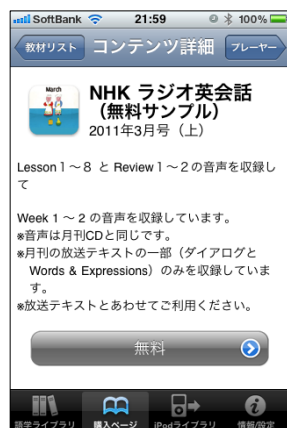 SoftBank 21:59 100%
教材リスト コンテンツ詳細 プレーヤー
March
NHK ラジオ英会話
（無料サンプル）
2011年3月号（上）
Lesson 1 〜 8 と Review 1 〜 2 の音声を収録し
て
Week 1 〜 2 の音声を収録しています。
※音声は月刊CDと同じです。
※月刊の放送テキストの一部（ダイアログと
Words & Expressions）のみを収録していま
す。
※放送テキストとあわせてご利用ください。
無料
語学ライブラリ 購入ページ iPodライブラリ 情報/設定